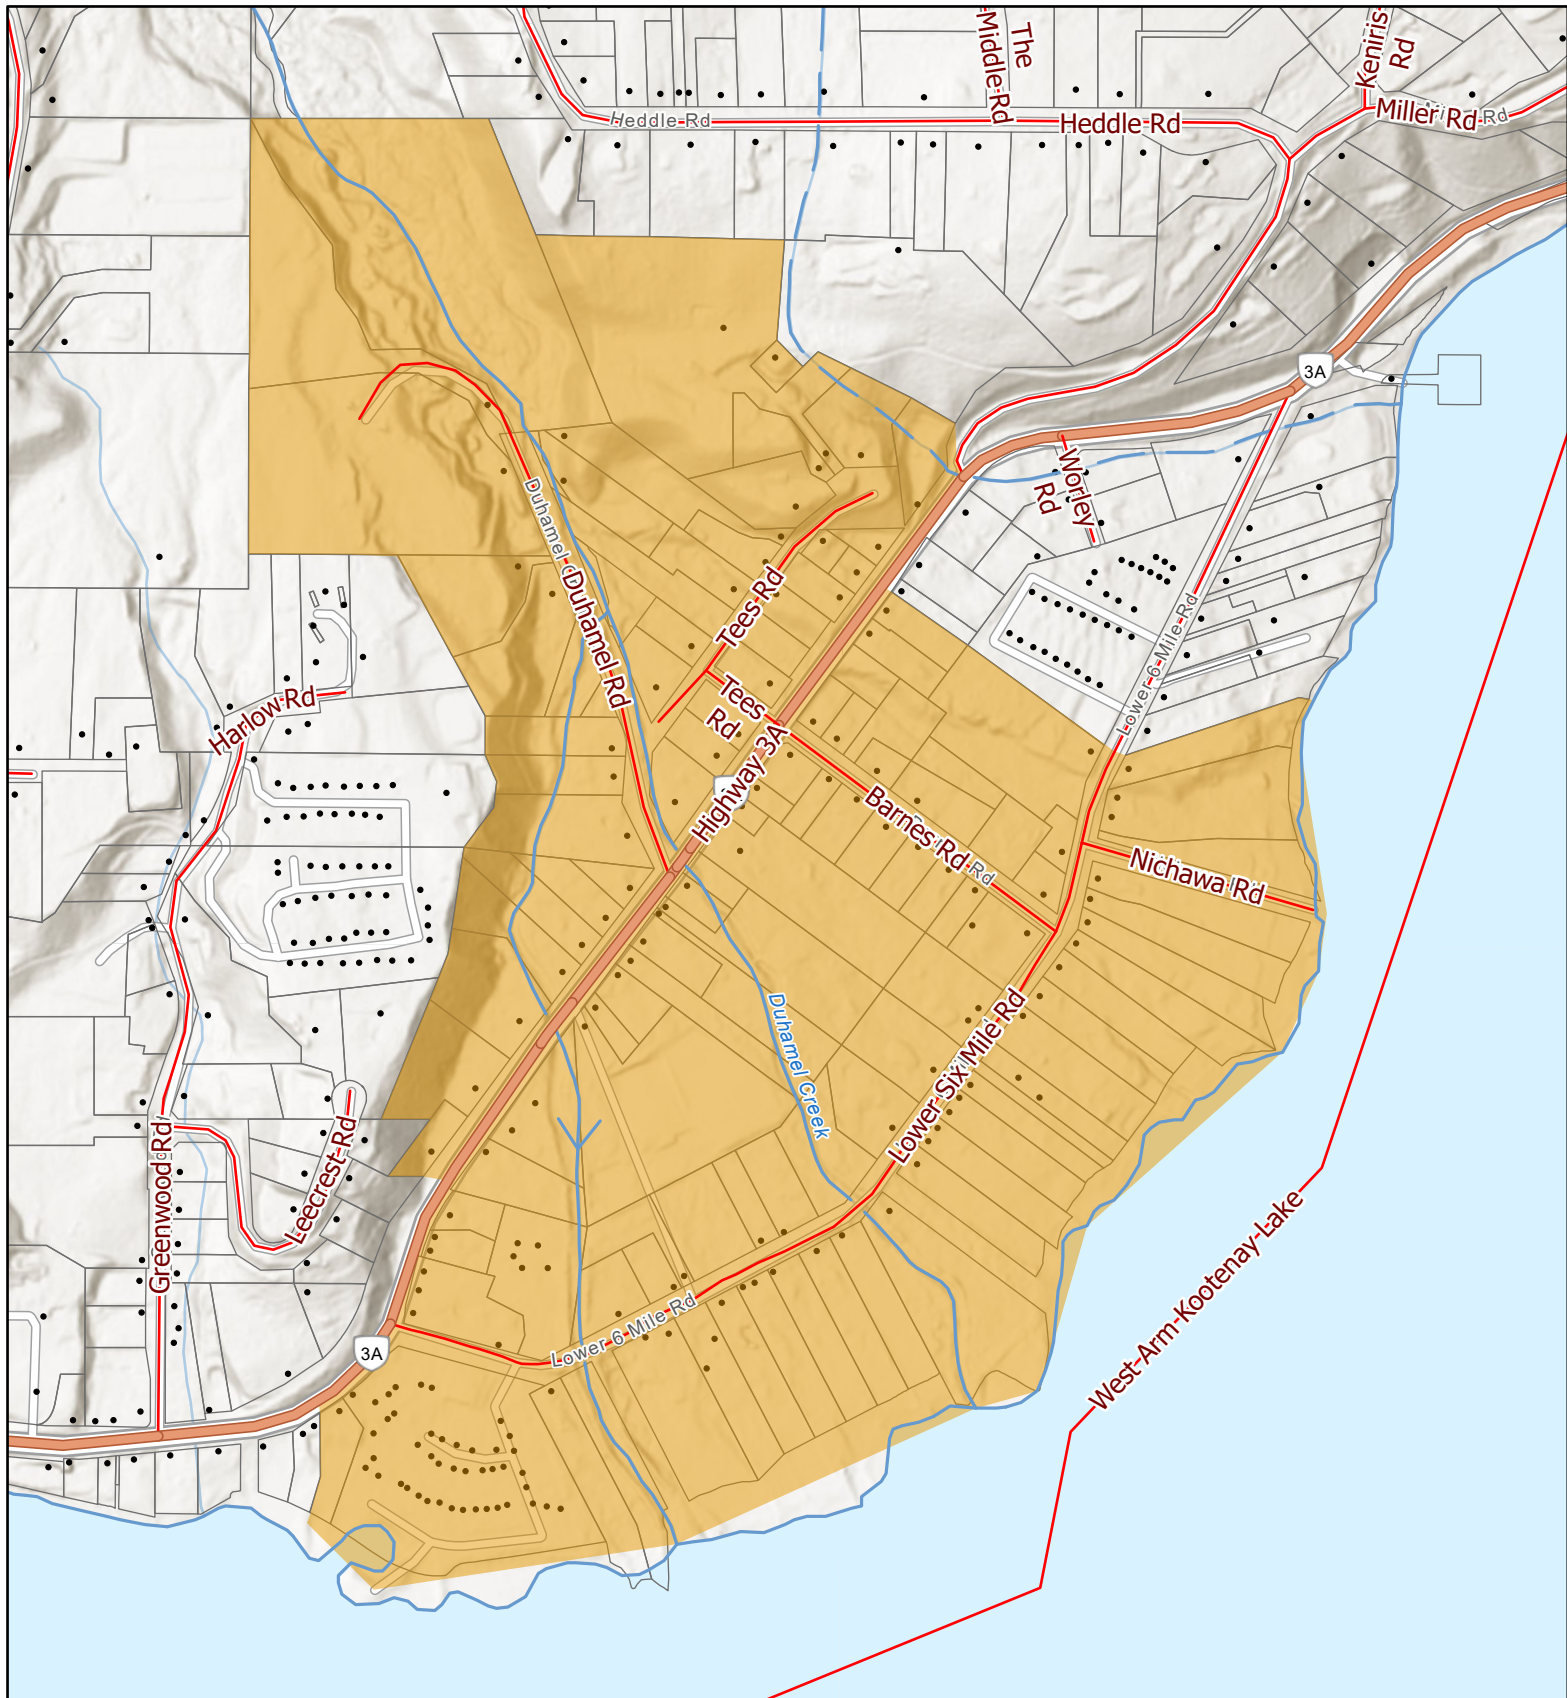 The
Middle Rd
Keniris
Rd
Heddle Rd
Heddle Rd
Miller Rd
Rd
3A
Worley
Rd
Duhamel C
Duhamel Rd
Tees Rd
Tees
Rd
Lower 6 Mile Rd
Harlow Rd
Highway 3A
Barnes Rd
Rd
Nichawa Rd
Duhamel Creek
Lower Six Mile Rd
Greenwood Rd
Leecrest Rd
Lower 6 Mile Rd
3A
West Arm Kootenay Lake